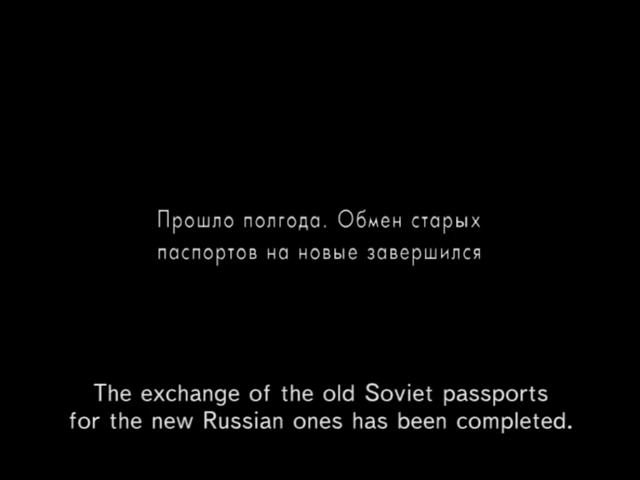 Прошло полгода. Обмен старых
паспортов на новые завершился
The exchange of the old Soviet passports
for the new Russian ones has been completed.